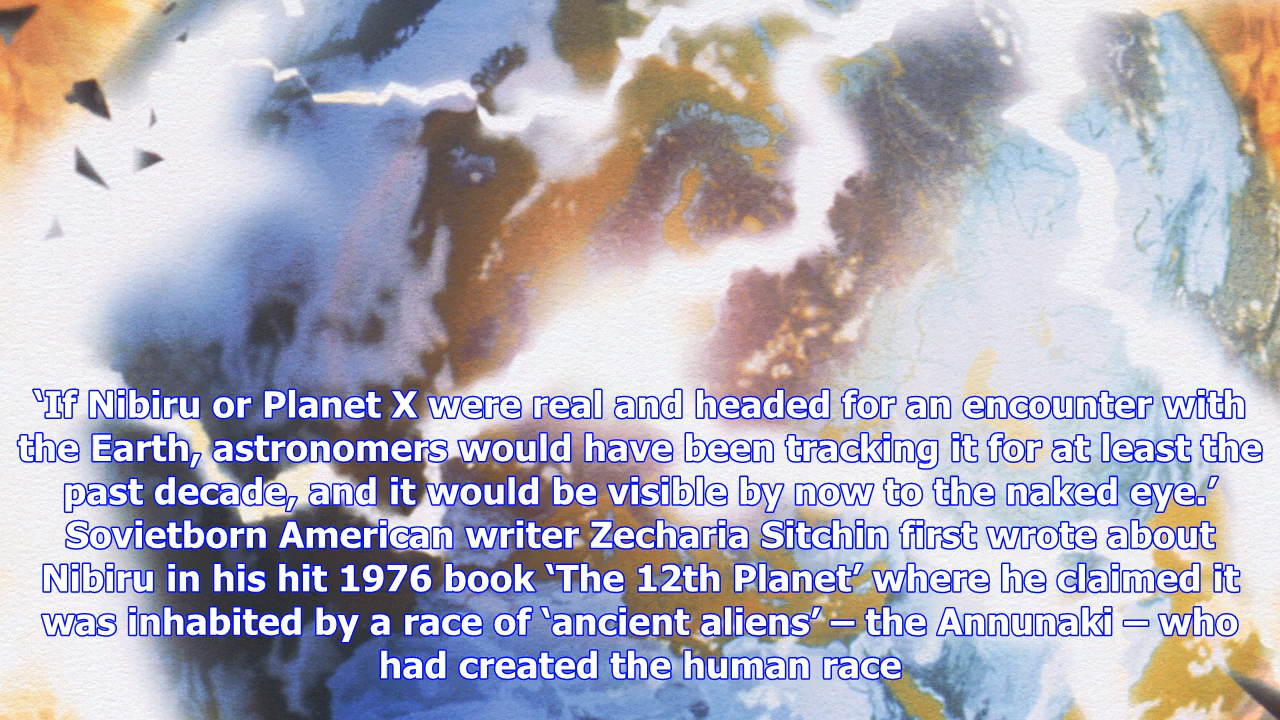 ‘If Nibiru or Planet X were real and headed for an encounter with
the Earth, astronomers would have been tracking it for at least the
past decade, and it would be visible by now to the naked eye.’
Sovietborn American writer Zecharia Sitchin first wrote about
Nibiru in his hit 1976 book ‘The 12th Planet’ where he claimed it
was inhabited by a race of ‘ancient aliens’ – the Annunaki – who
had created the human race